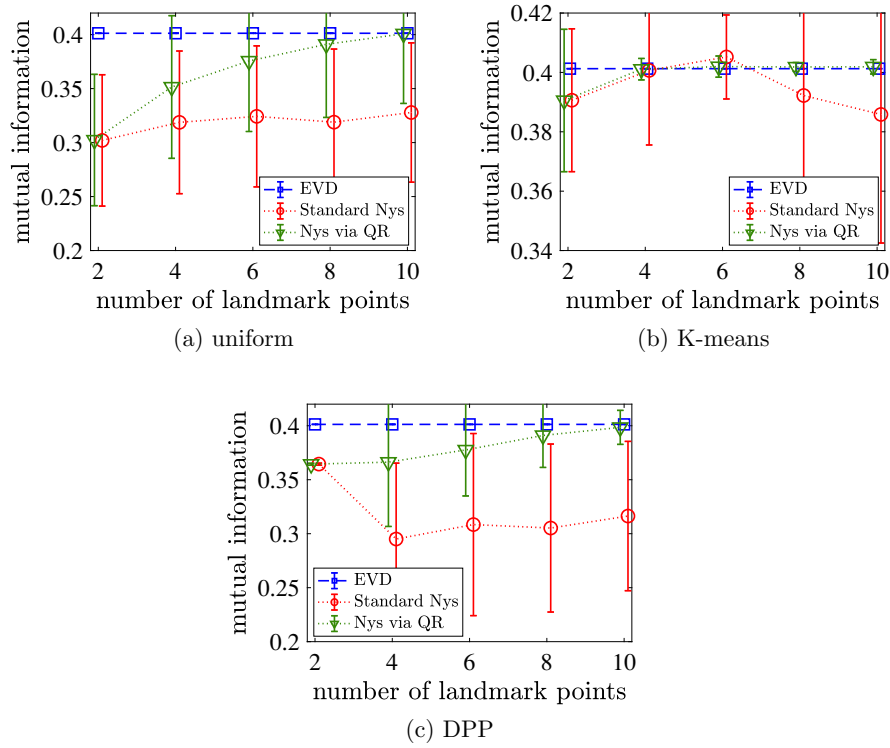 0.4
0.35
0.3
0.25
0.2
mutual information
EVD
Standard Nys
Nys via QR
2 4 6 8 10
number of landmark points
(a) uniform
0.42
0.4
0.38
0.36
0.34
mutual information
EVD
Standard Nys
Nys via QR
2 4 6 8 10
number of landmark points
(b) K-means
0.4
0.35
0.3
0.25
0.2
mutual information
EVD
Standard Nys
Nys via QR
2 4 6 8 10
number of landmark points
(c) DPP